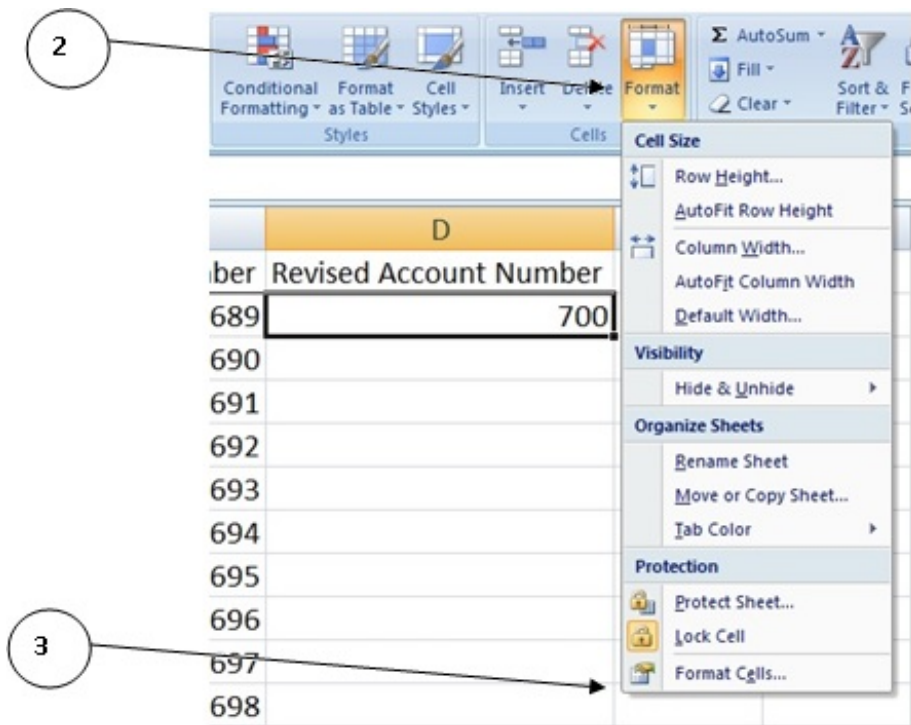 2
Σ AutoSum
Fill
Clear
Conditional Formatting
Format as Table
Cell Styles
Insert
Delete
Format
Sort & Filter
Styles
Cells
Cell Size
Row Height...
AutoFit Row Height
Column Width...
AutoFit Column Width
Default Width...
Visibility
Hide & Unhide
Organize Sheets
Rename Sheet
Move or Copy Sheet...
Tab Color
Protection
Protect Sheet...
Lock Cell
Format Cells...
D
Revised Account Number
689 700
690
691
692
693
694
695
696
697
698
3